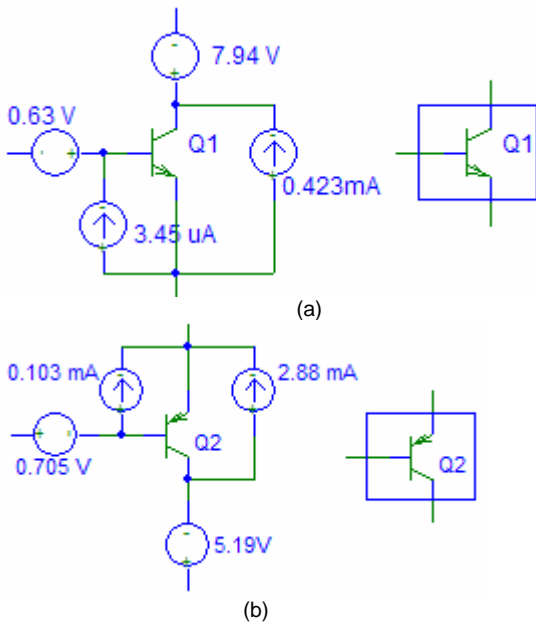 7.94 V
0.63 V
Q1
Q1
0.423mA
3.45 uA
(a)
0.103 mA
2.88 mA
Q2
Q2
0.705 V
5.19V
(b)